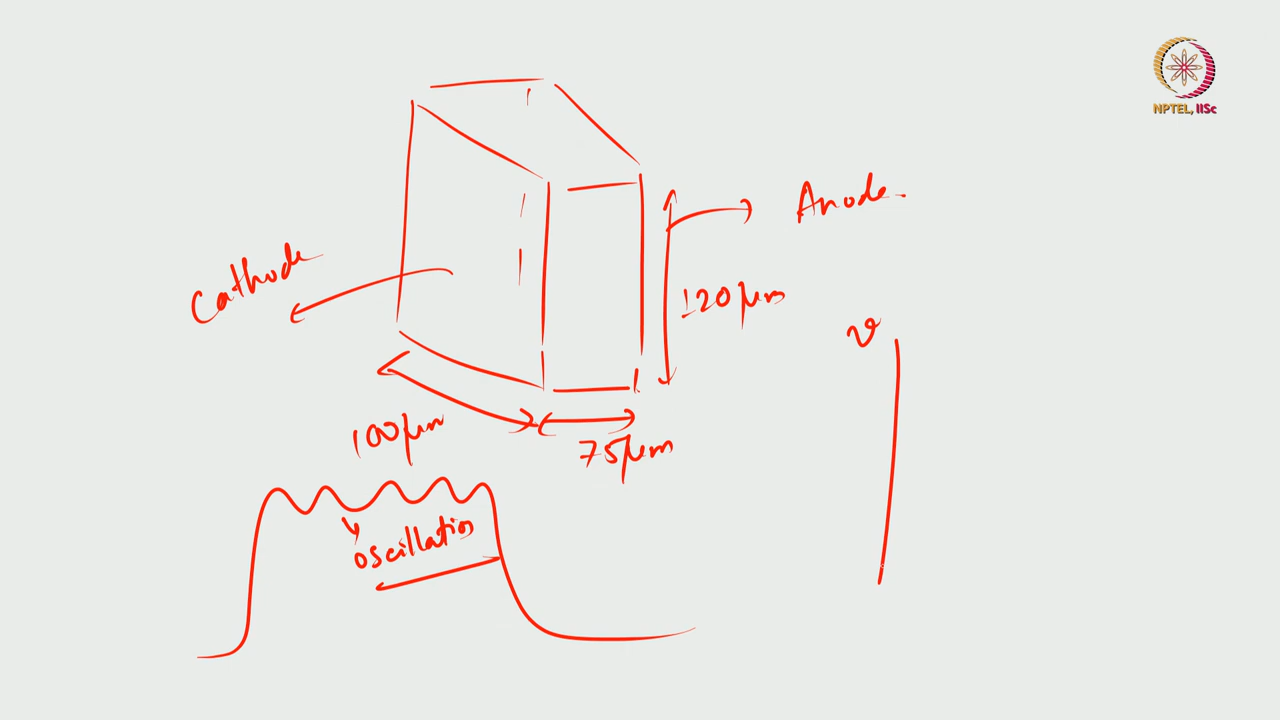 NPTEL, IISc
Anode.
Cathode
120 μm
v
100 μm
75 μm
oscillation